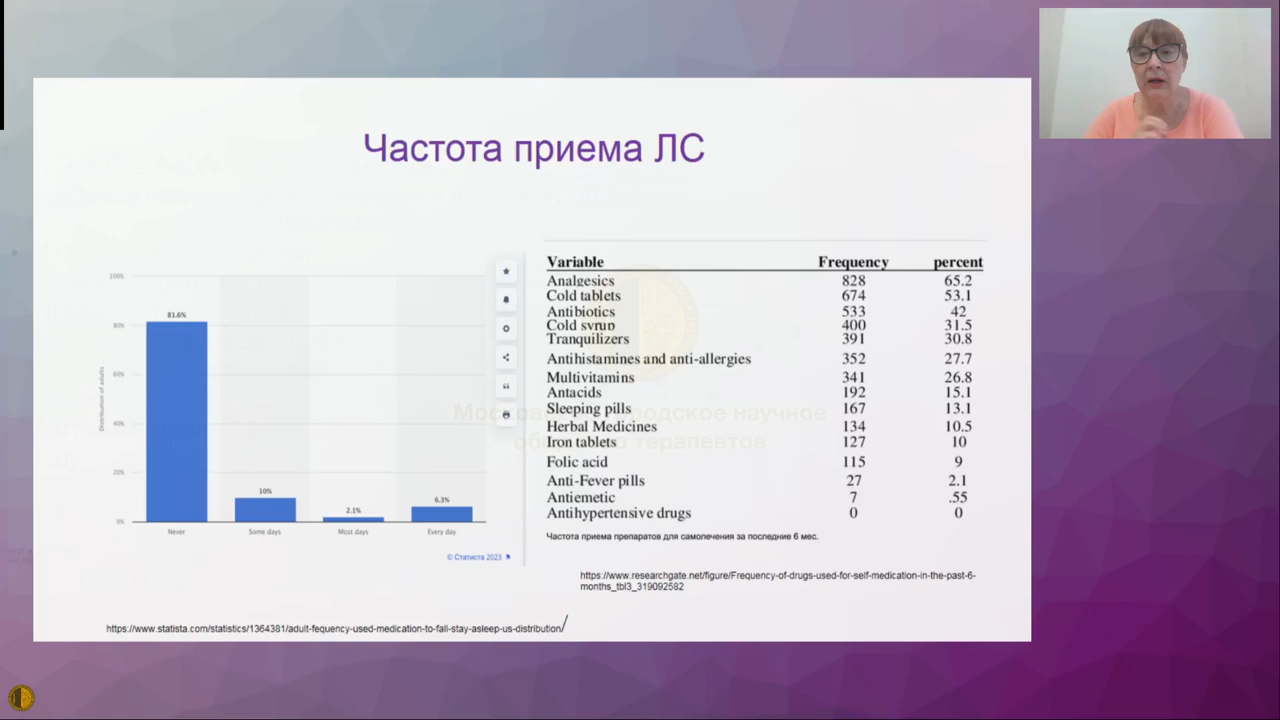 Частота приема ЛС
100%
80%
60%
40%
20%
0%
Distribution of adults
81.6%
10%
2.1%
6.3%
Never
Some days
Most days
Every day
© Статиста 2023
https://www.statista.com/statistics/1364381/adult-fequency-used-medication-to-fall-stay-asleep-us-distribution/
Variable Frequency percent
Analgesics 828 65.2
Cold tablets 674 53.1
Antibiotics 533 42
Cold syrup 400 31.5
Tranquilizers 391 30.8
Antihistamines and anti-allergies 352 27.7
Multivitamins 341 26.8
Antacids 192 15.1
Sleeping pills 167 13.1
Herbal Medicines 134 10.5
Iron tablets 127 10
Folic acid 115 9
Anti-Fever pills 27 2.1
Antiemetic 7 .55
Antihypertensive drugs 0 0
Частота приема препаратов для самолечения за последние 6 мес.
https://www.researchgate.net/figure/Frequency-of-drugs-used-for-self-medication-in-the-past-6-
months_tbl3_319092582
научное
терапевтов